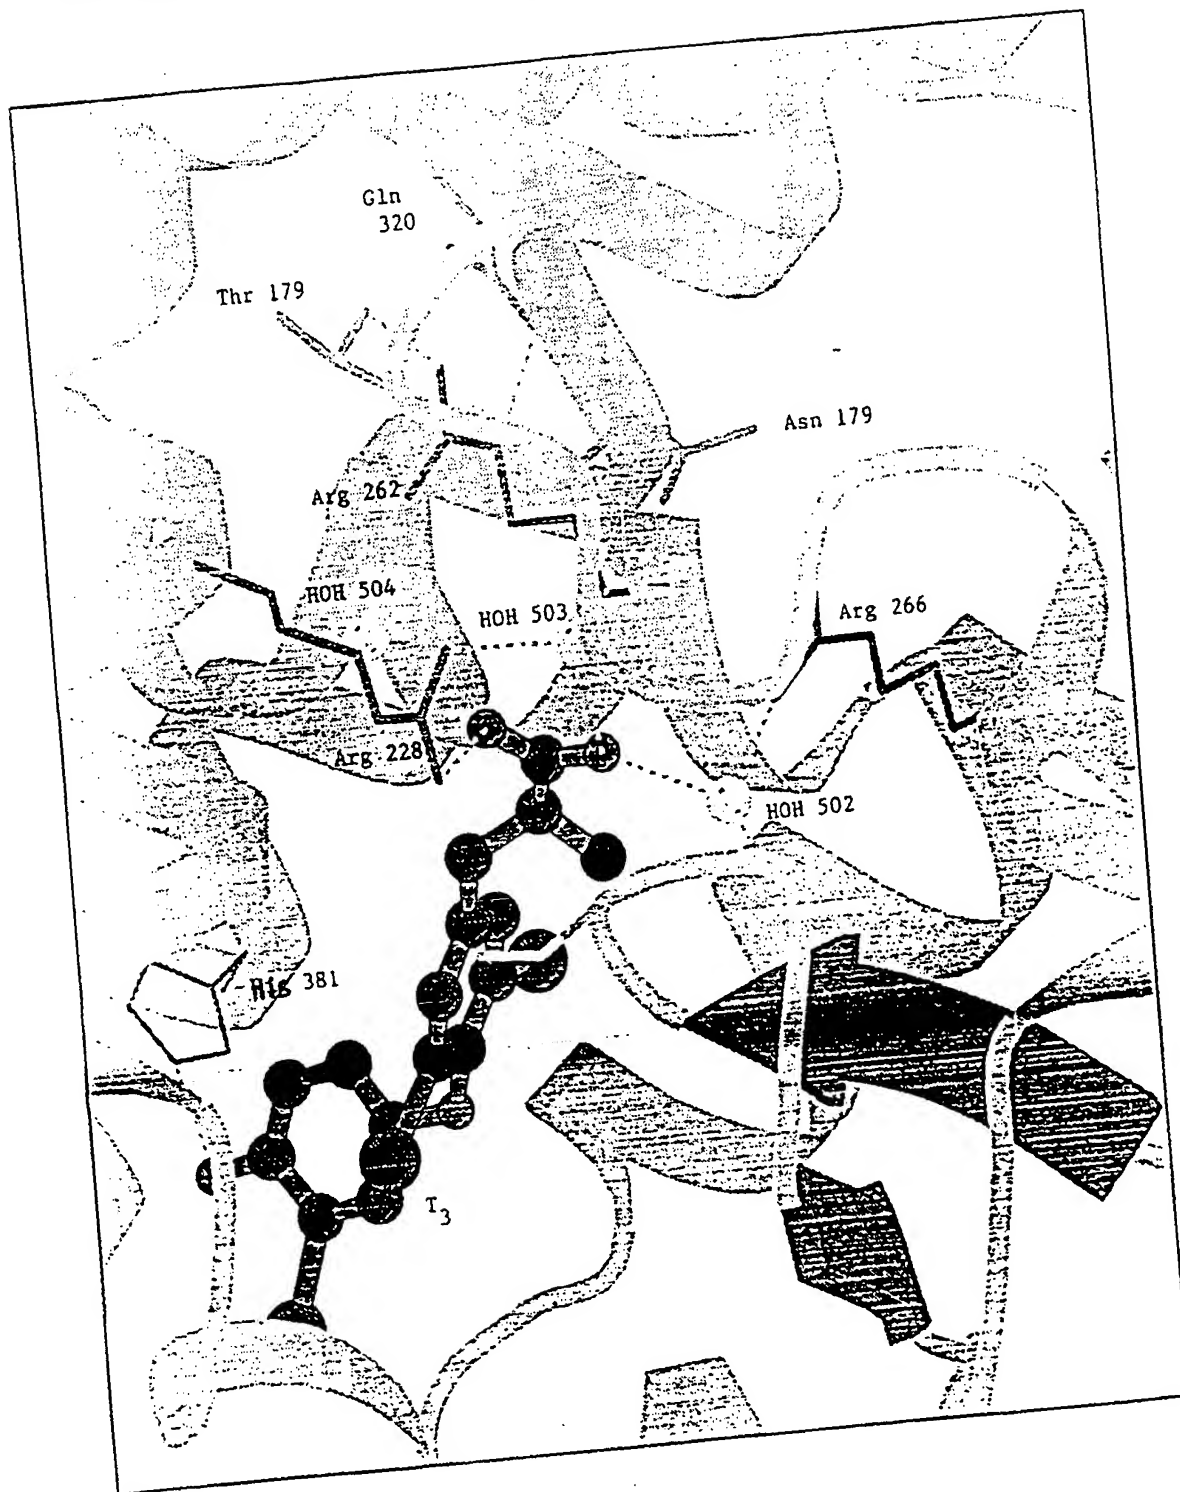 Gln
320
Thr 179
Asn 179
Arg 262
HOH 504
HOH 503
Arg 266
Arg 228
HOH 502
His 381
T3